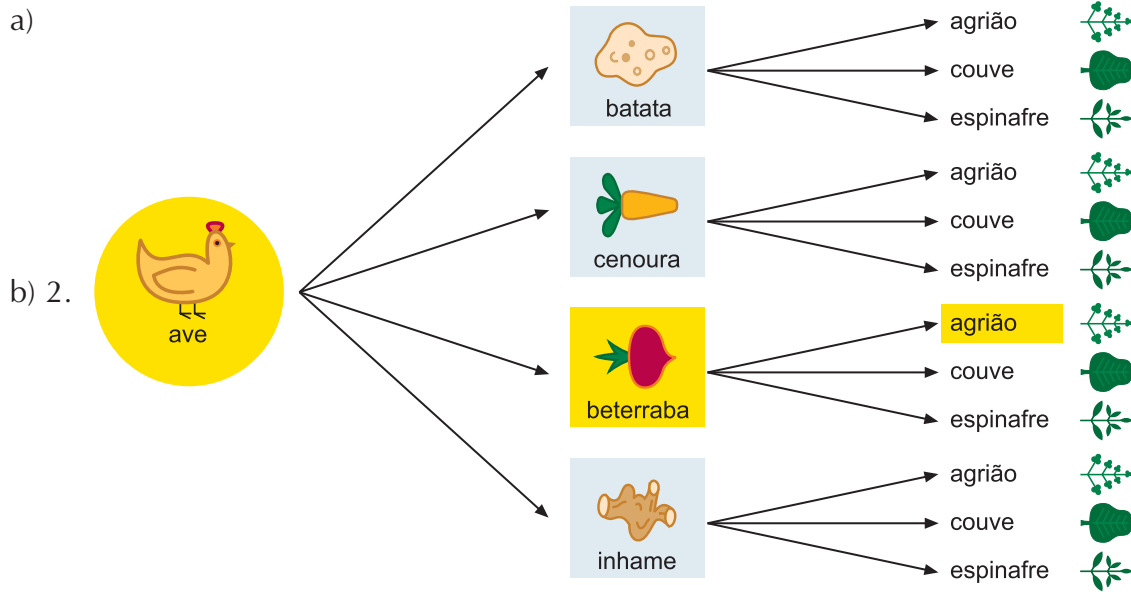 a)
batata
agrião
couve
espinafre
cenoura
agrião
couve
espinafre
b) 2.
ave
beterraba
agrião
couve
espinafre
inhame
agrião
couve
espinafre